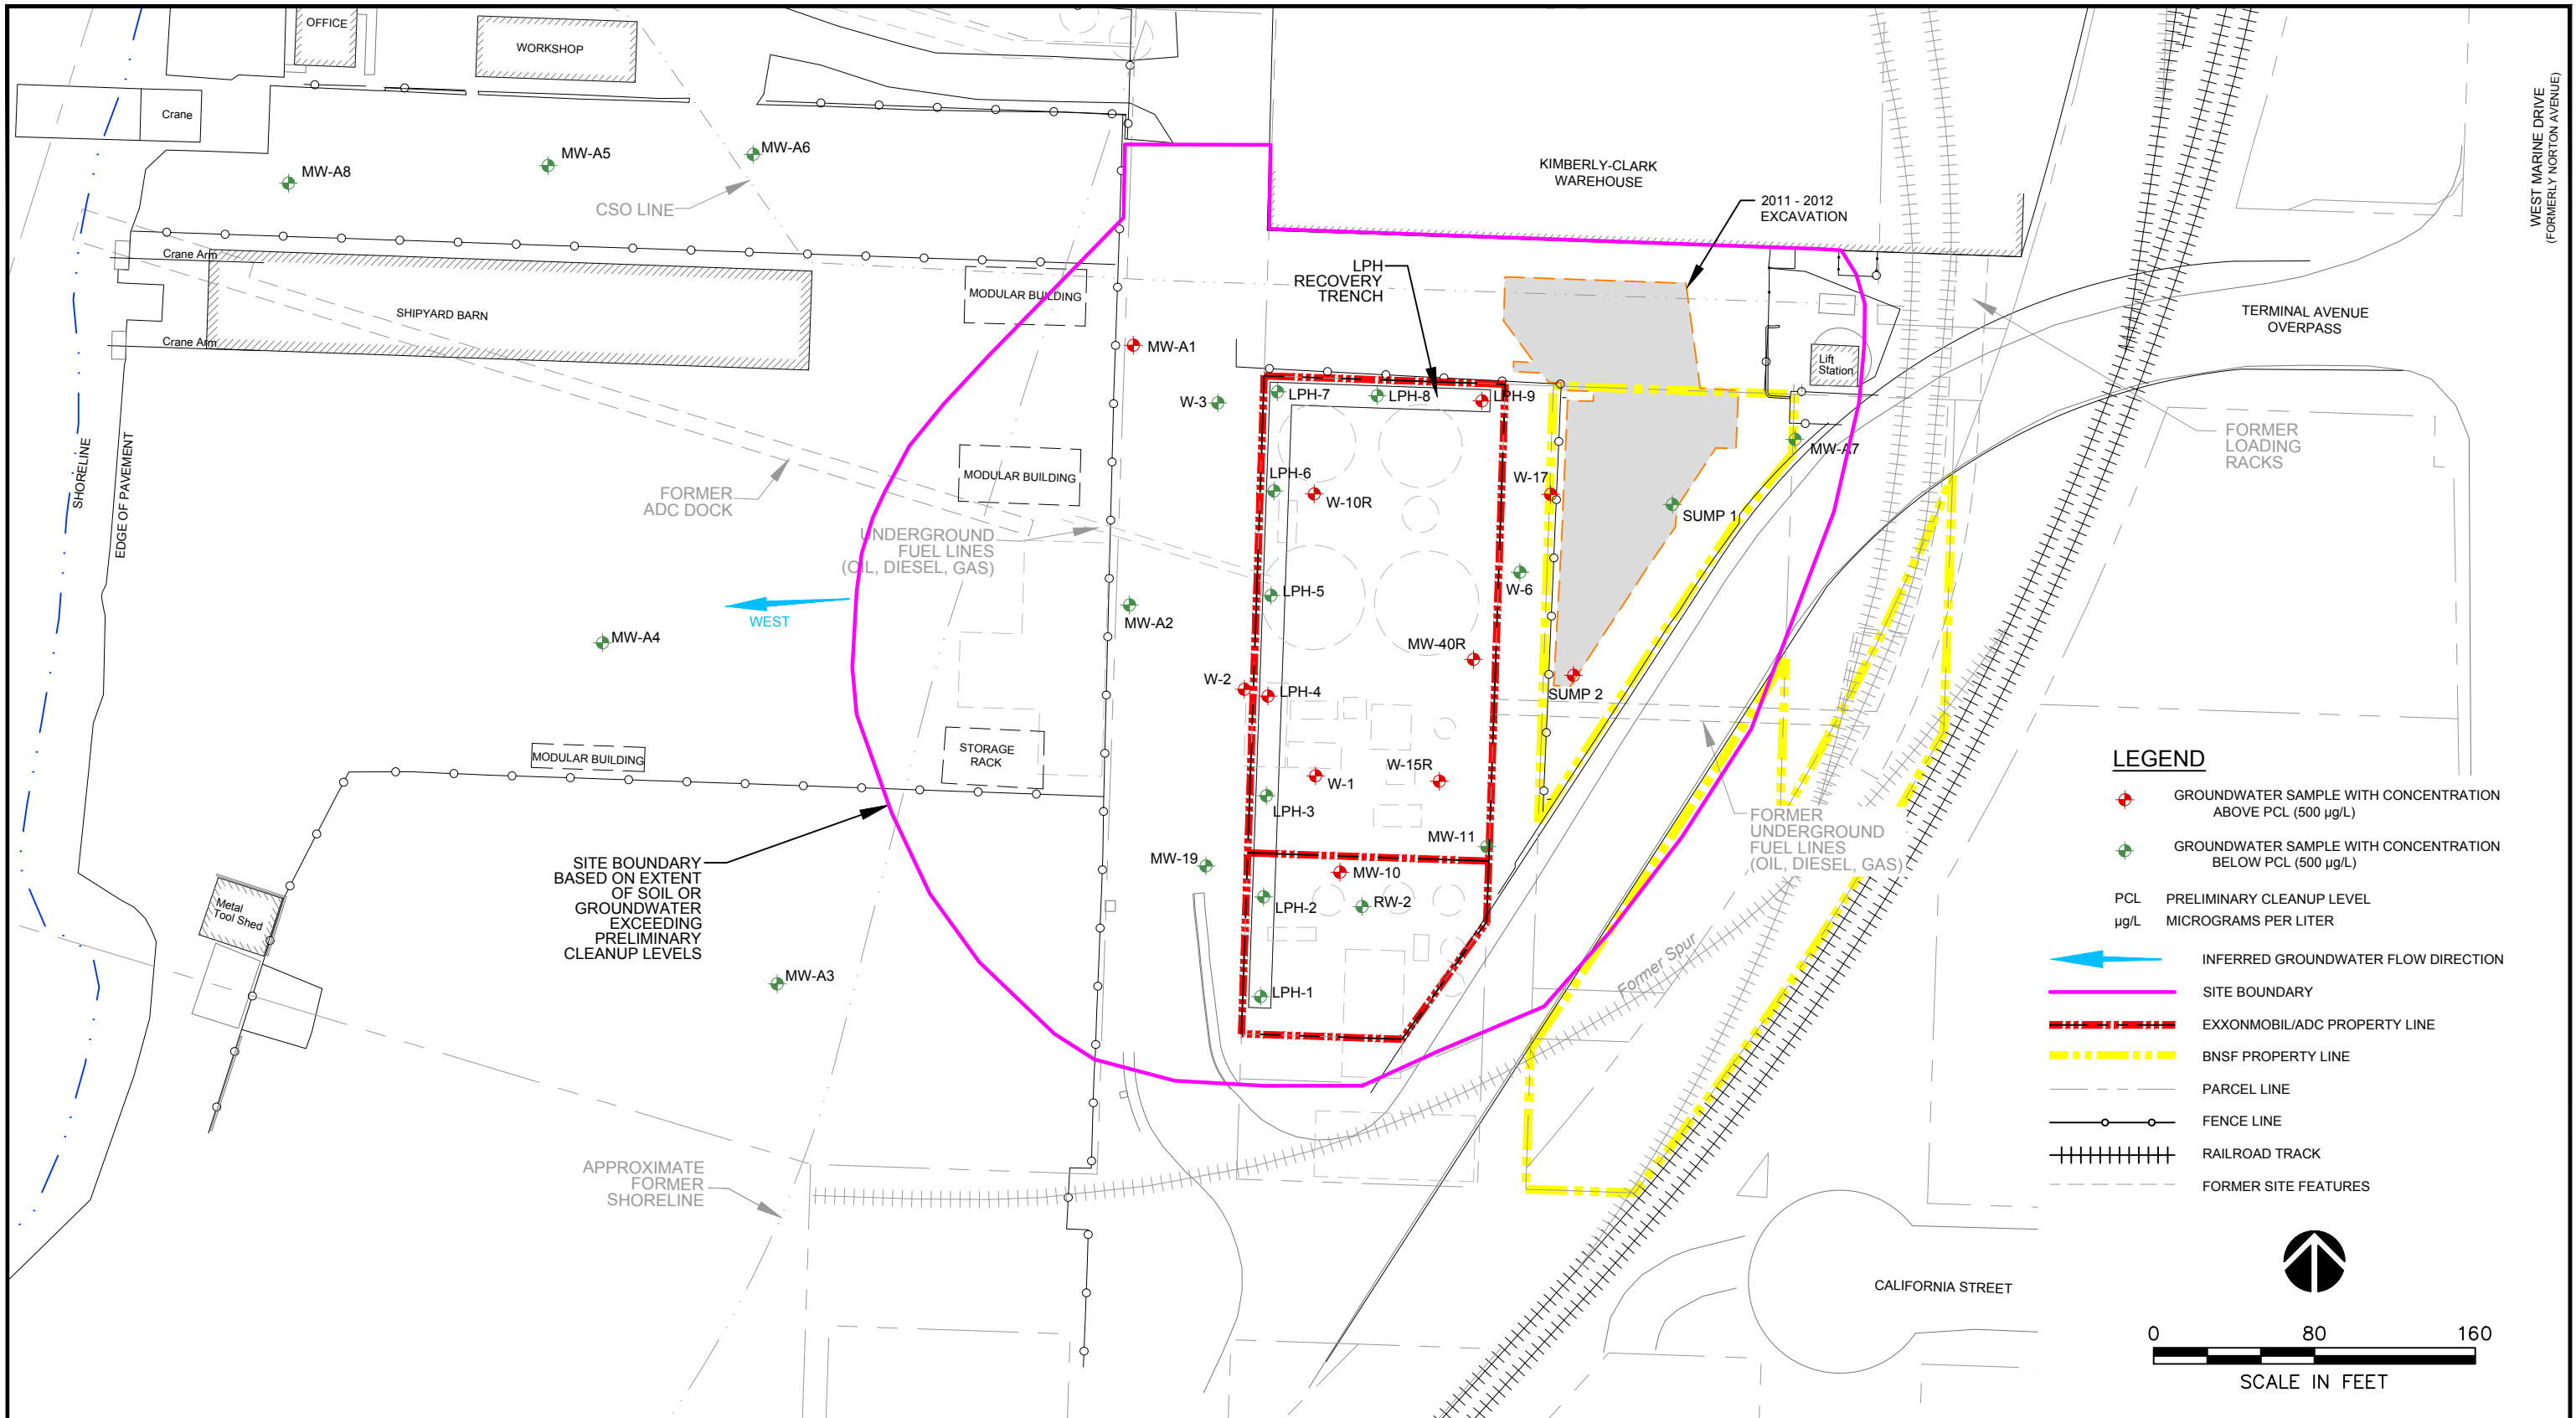 OFFICE
WORKSHOP
Crane
MW-A8
MW-A5
MW-A6
CSO LINE
KIMBERLY-CLARK
WAREHOUSE
2011 - 2012
EXCAVATION
WEST MARINE DRIVE
(FORMERLY NORTON AVENUE)
Crane Arm
SHIPYARD BARN
Crane Arm
MODULAR BUILDING
LPH
RECOVERY
TRENCH
MW-A1
TERMINAL AVENUE
OVERPASS
Lift
Station
W-3
LPH-7
LPH-8
LPH-9
MW-A7
FORMER
LOADING
RACKS
SHORELINE
EDGE OF PAVEMENT
FORMER
ADC DOCK
MODULAR BUILDING
LPH-6
W-10R
W-17
SUMP 1
UNDERGROUND
FUEL LINES
(OIL, DIESEL, GAS)
WEST
MW-A4
MW-A2
LPH-5
W-6
MW-40R
W-2
LPH-4
SUMP 2
MODULAR BUILDING
STORAGE
RACK
W-1
W-15R
LPH-3
MW-11
FORMER
UNDERGROUND
FUEL LINES
(OIL, DIESEL, GAS)
SITE BOUNDARY
BASED ON EXTENT
OF SOIL OR
GROUNDWATER
EXCEEDING
PRELIMINARY
CLEANUP LEVELS
MW-19
MW-10
LPH-2
RW-2
Metal
Tool Shed
MW-A3
LPH-1
Former Spur
APPROXIMATE
FORMER
SHORELINE
CALIFORNIA STREET
LEGEND
GROUNDWATER SAMPLE WITH CONCENTRATION
ABOVE PCL (500 µg/L)
GROUNDWATER SAMPLE WITH CONCENTRATION
BELOW PCL (500 µg/L)
PCL PRELIMINARY CLEANUP LEVEL
µg/L MICROGRAMS PER LITER
INFERRED GROUNDWATER FLOW DIRECTION
SITE BOUNDARY
EXXONMOBIL/ADC PROPERTY LINE
BNSF PROPERTY LINE
PARCEL LINE
FENCE LINE
RAILROAD TRACK
FORMER SITE FEATURES
0 80 160
SCALE IN FEET